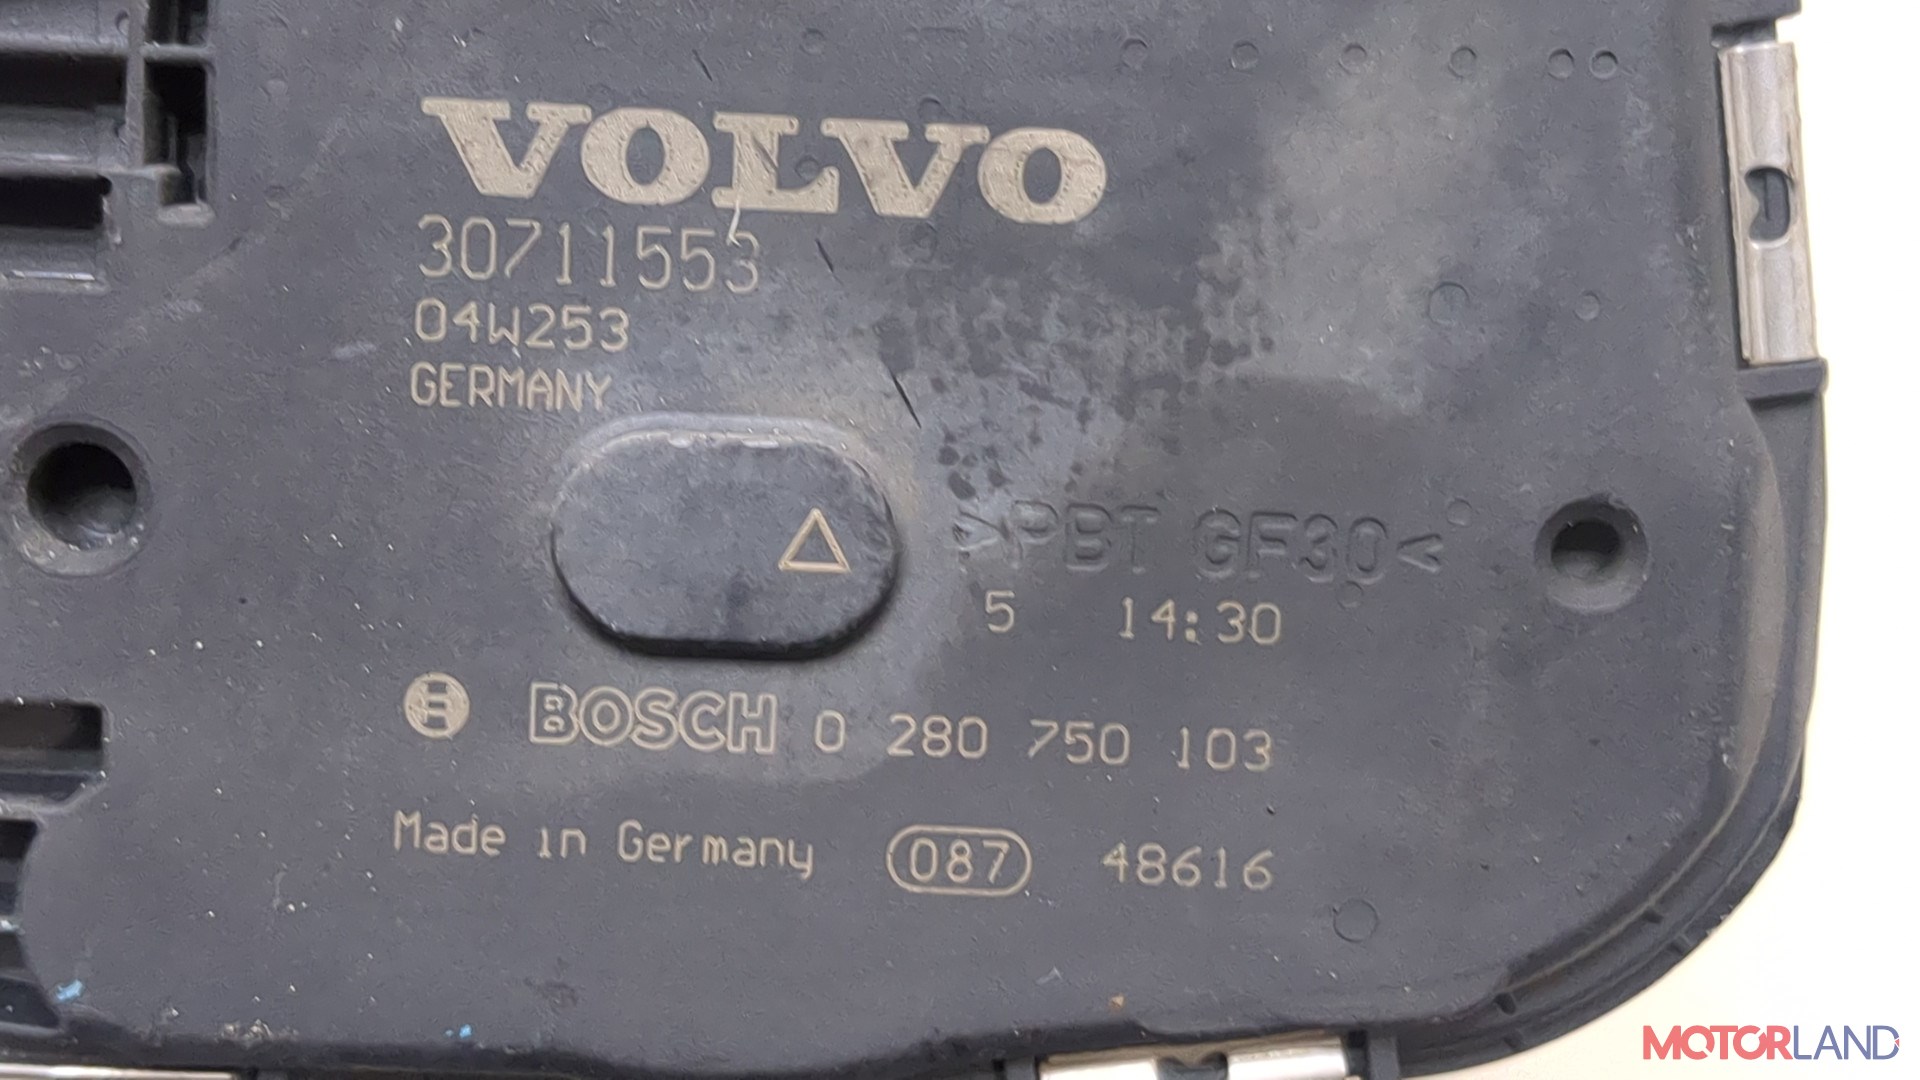 VOLVO
30711553
04W253
GERMANY
>PBT GF30<
5 14:30
BOSCH 0 280 750 103
Made in Germany 087 48616
MOTORLAND